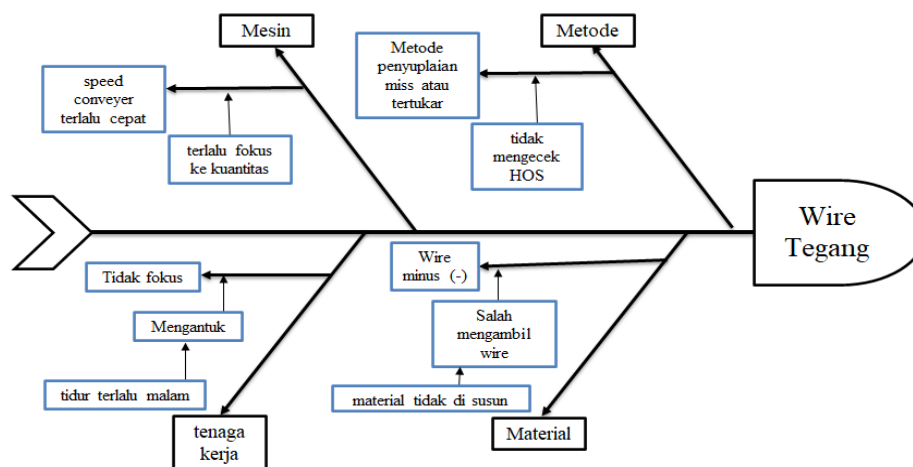 Mesin
Metode
speed
conveyer
terlalu cepat
terlalu fokus
ke kuantitas
Metode
penyuplaian
miss atau
tertukar
tidak
mengecek
HOS
Wire
Tegang
Tidak fokus
Mengantuk
tidur terlalu malam
tenaga
kerja
Wire
minus (-)
Salah
mengambil
wire
material tidak di susun
Material